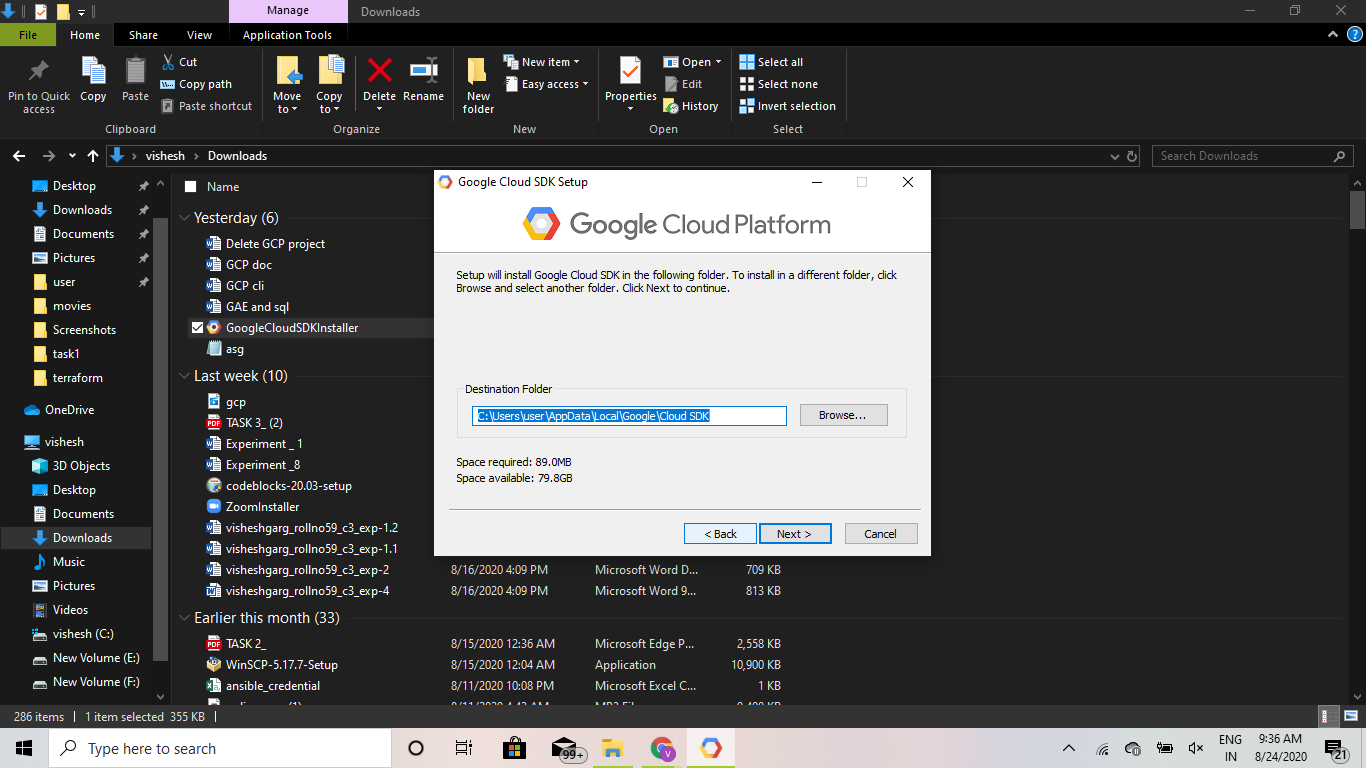 Manage
Downloads
File
Home
Share
View
Application Tools
Pin to Quick
access
Copy
Paste
Cut
Copy path
Paste shortcut
Clipboard
Move
to
Copy
to
Delete
Rename
Organize
New
folder
New item
Easy access
New
Properties
Open
Edit
History
Open
Select all
Select none
Invert selection
Select
vishesh
Downloads
Search Downloads
Desktop
Downloads
Documents
Pictures
user
movies
Screenshots
task1
terraform
OneDrive
vishesh
3D Objects
Desktop
Documents
Downloads
Music
Pictures
Videos
vishesh (C:)
New Volume (E:)
New Volume (F:)
Name
Yesterday (6)
Delete GCP project
GCP doc
GCP cli
GAE and sql
GoogleCloudSDKInstaller
asg
Last week (10)
gcp
TASK 3_ (2)
Experiment _ 1
Experiment _8
codeblocks-20.03-setup
ZoomInstaller
visheshgarg_rollno59_c3_exp-1.2
visheshgarg_rollno59_c3_exp-1.1
visheshgarg_rollno59_c3_exp-2 8/16/2020 4:09 PM Microsoft Word D... 709 KB
visheshgarg_rollno59_c3_exp-4 8/16/2020 4:09 PM Microsoft Word 9... 813 KB
Earlier this month (33)
TASK 2_ 8/15/2020 12:36 AM Microsoft Edge P... 2,558 KB
WinSCP-5.17.7-Setup 8/15/2020 12:04 AM Application 10,900 KB
ansible_credential 8/11/2020 10:08 PM Microsoft Excel C... 1 KB
Google Cloud SDK Setup
Google Cloud Platform
Setup will install Google Cloud SDK in the following folder. To install in a different folder, click
Browse and select another folder. Click Next to continue.
Destination Folder
C:\Users\user\AppData\Local\Google\Cloud SDK
Browse...
Space required: 89.0MB
Space available: 79.8GB
< Back
Next >
Cancel
286 items
1 item selected 355 KB
Type here to search
99+
V
ENG
IN
9:36 AM
8/24/2020
21